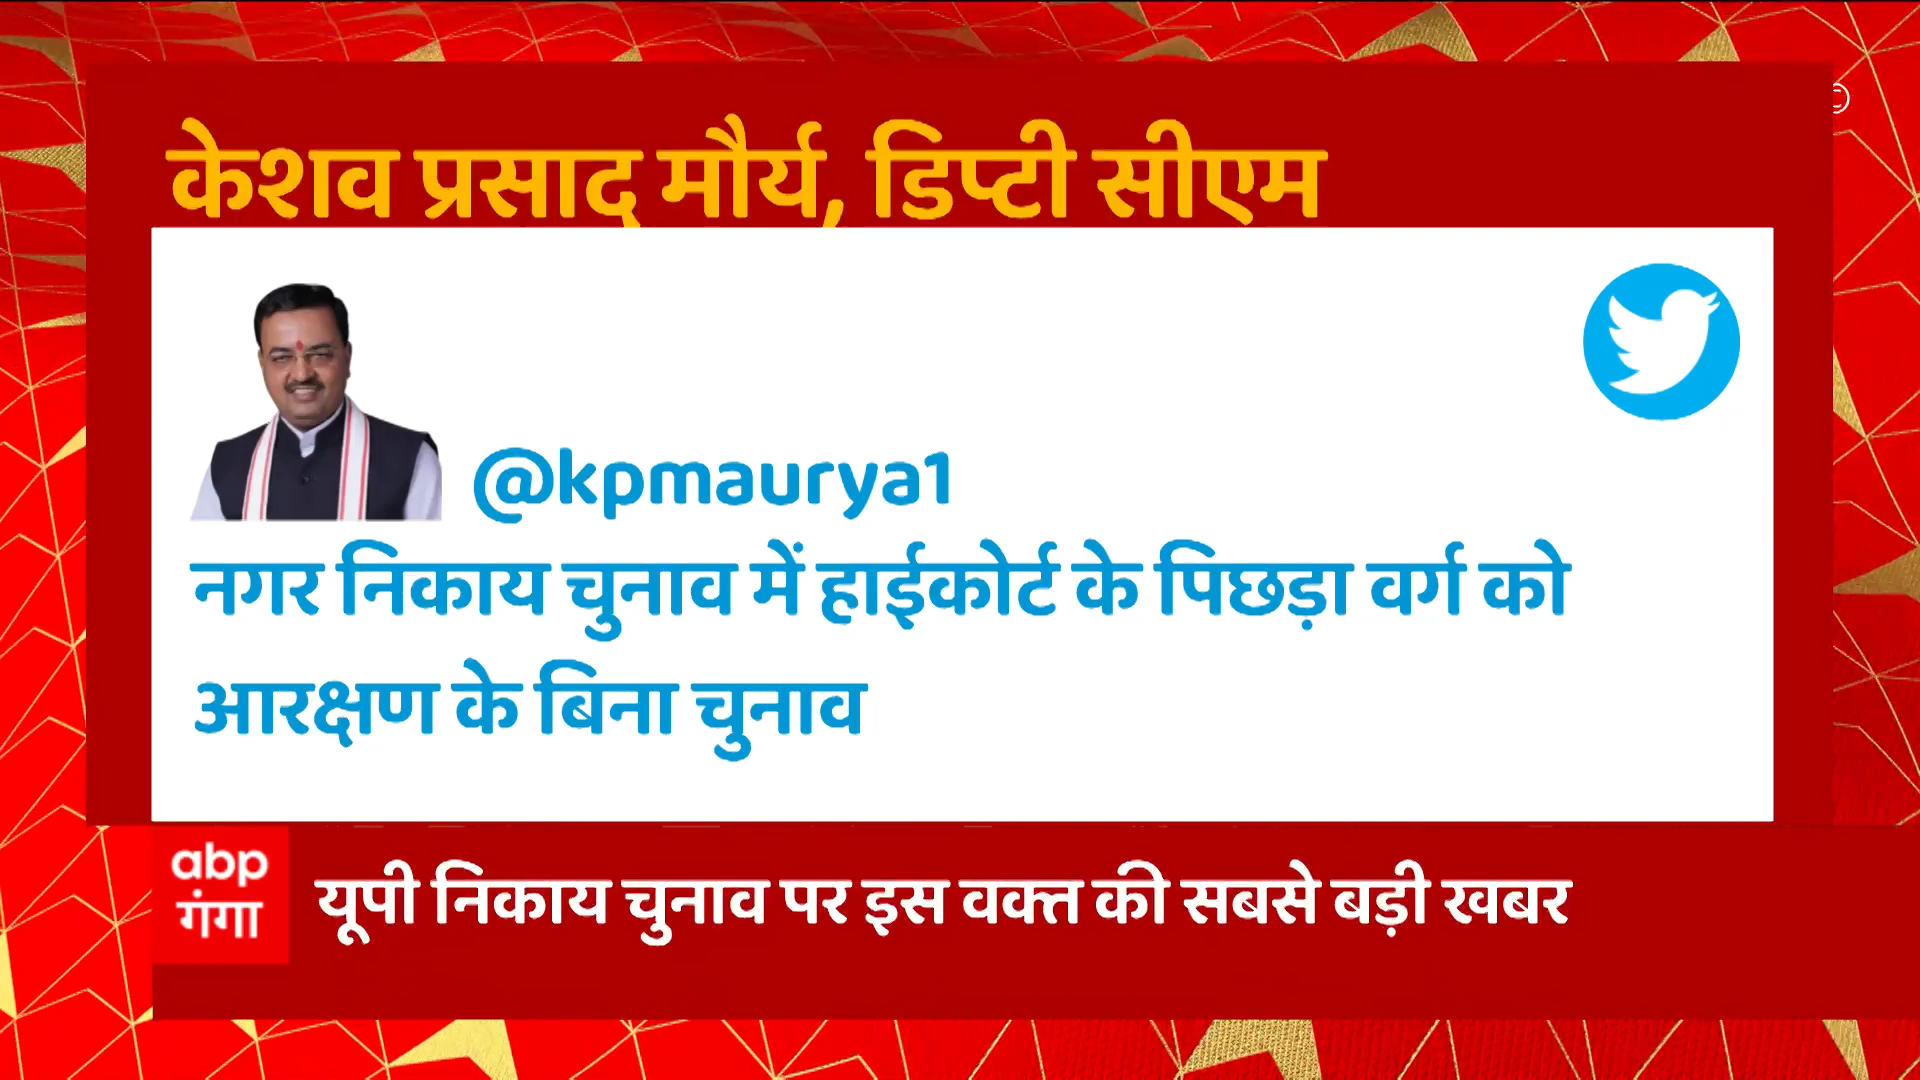 केशव प्रसाद मौर्य, डिप्टी सीएम
@kpmaurya1
नगर निकाय चुनाव में हाईकोर्ट के पिछड़ा वर्ग को
आरक्षण के बिना चुनाव
abp
गंगा
यूपी निकाय चुनाव पर इस वक्त की सबसे बड़ी खबर
©